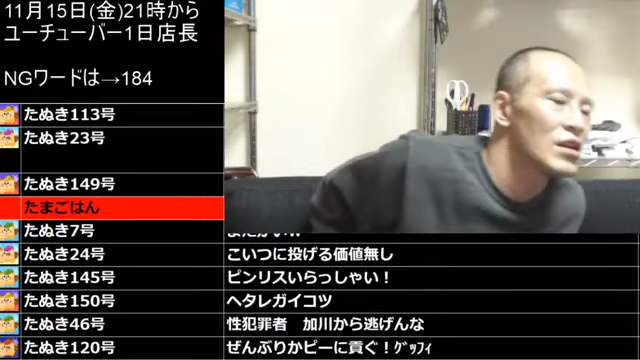 11月15日(金)21時から
ユーチューバー1日店長
NGワードは→184
たぬき113号
たぬき23号
たぬき149号
たまごはん
たぬき7号
たぬき24号 こいつに投げる価値無し
たぬき145号 ピンリスいらっしゃい！
たぬき150号 ヘタレガイコツ
たぬき46号 性犯罪者　加川から逃げんな
たぬき120号 ぜんぶりかピーに貢ぐ！ｸﾞｯﾌｨ